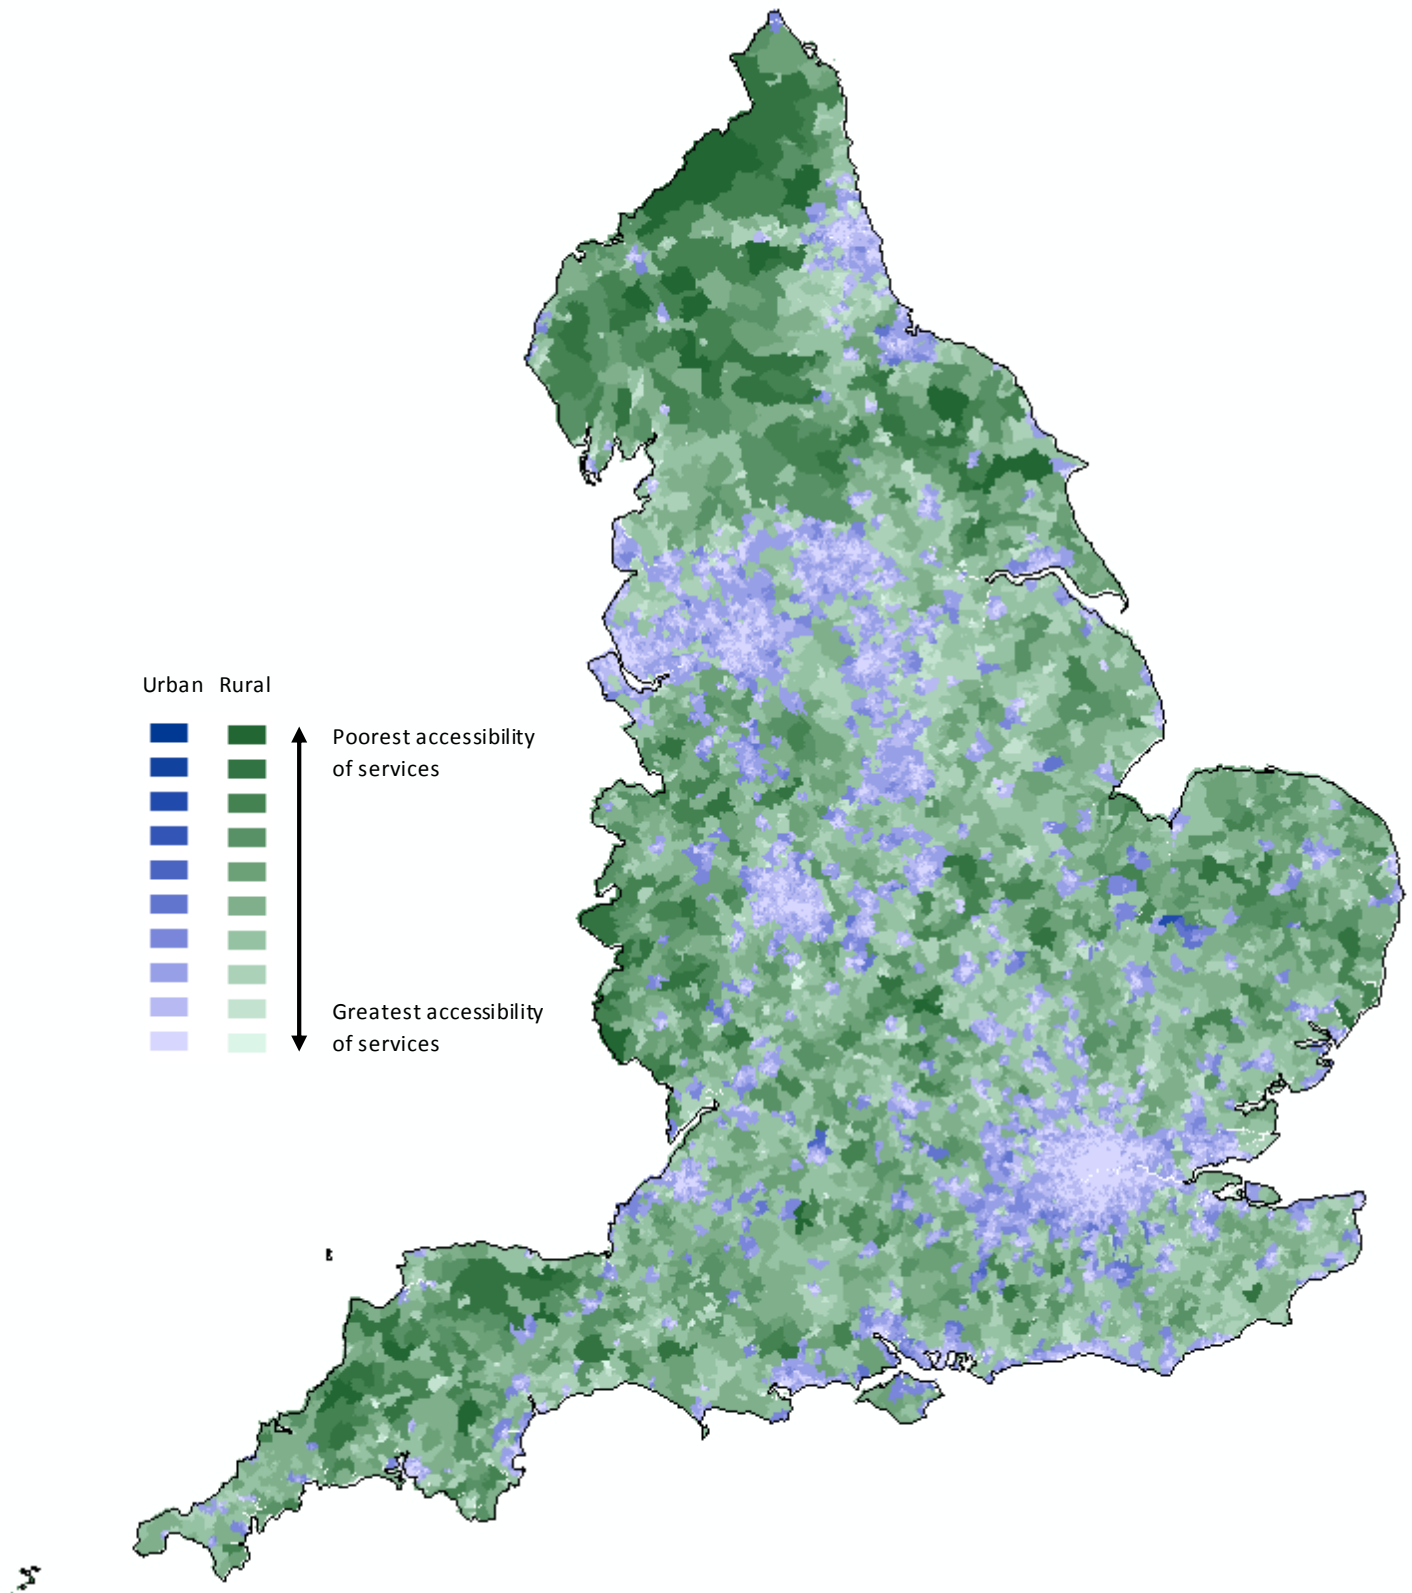 Urban Rural
Poorest accessibility
of services
Greatest accessibility
of services